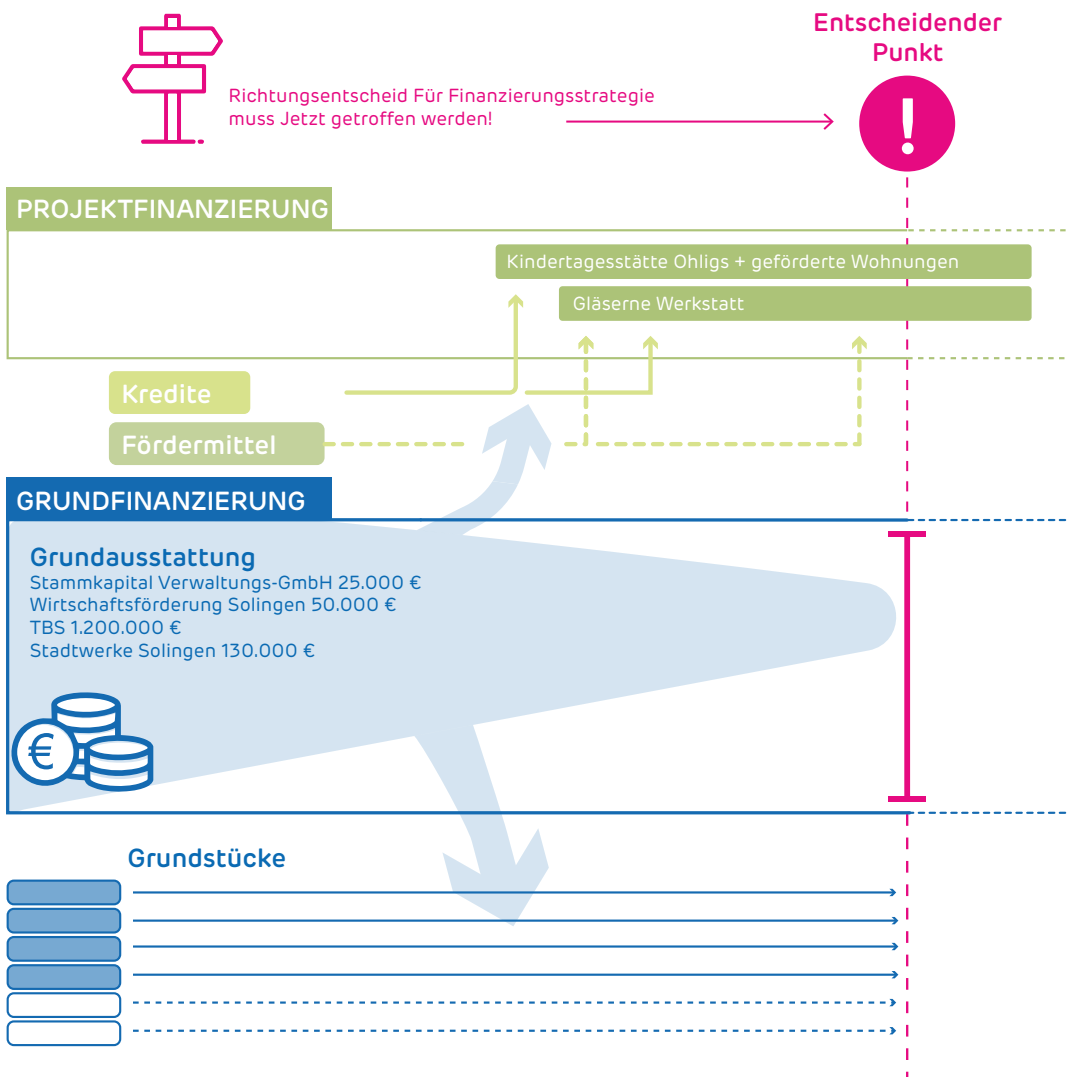 Entscheidender
Punkt
Richtungsentscheid Für Finanzierungsstrategie
muss Jetzt getroffen werden!
!
PROJEKTFINANZIERUNG
Kindertagesstätte Ohligs + geförderte Wohnungen
Gläserne Werkstatt
Kredite
Fördermittel
GRUNDFINANZIERUNG
Grundausstattung
Stammkapital Verwaltungs-GmbH 25.000 €
Wirtschaftsförderung Solingen 50.000 €
TBS 1.200.000 €
Stadtwerke Solingen 130.000 €
€
Grundstücke